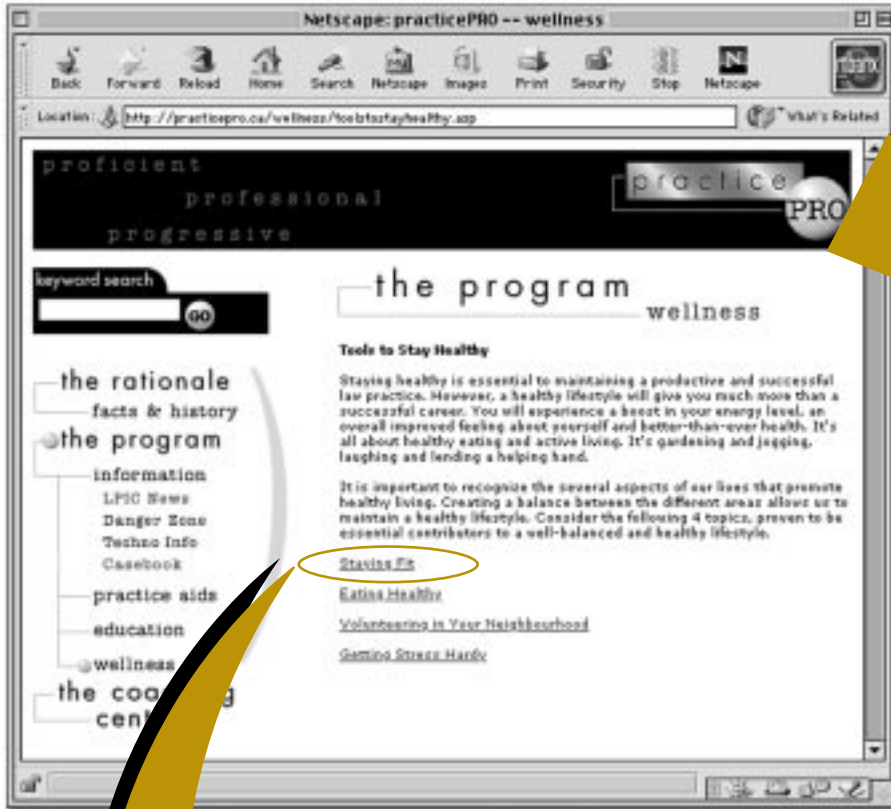 Netscape: practicePRO -- wellness
Back Forward Reload Home Search Netscape Images Print Security Stop Netscape
Location: http://practicepro.ca/wellness/toolstostayhealthy.asp What's Related
proficient
professional
progressive
practice
PRO
keyword search
GO
the rationale
facts & history
the program
information
LPIC News
Danger Zone
Techno Info
Casebook
practice aids
education
wellness
the coaching
the program
wellness
Tools to Stay Healthy
Staying healthy is essential to maintaining a productive and successful
law practice. However, a healthy lifestyle will give you much more than a
successful career. You will experience a boost in your energy level, an
overall improved feeling about yourself and better-than-ever health. It's
all about healthy eating and active living. It's gardening and jogging,
laughing and lending a helping hand.
It is important to recognize the several aspects of our lives that promote
healthy living. Creating a balance between the different areas allows us to
maintain a healthy lifestyle. Consider the following 4 topics, proven to be
essential contributors to a well-balanced and healthy lifestyle.
Staying Fit
Eating Healthy
Volunteering in Your Neighbourhood
Getting Stress Hardy